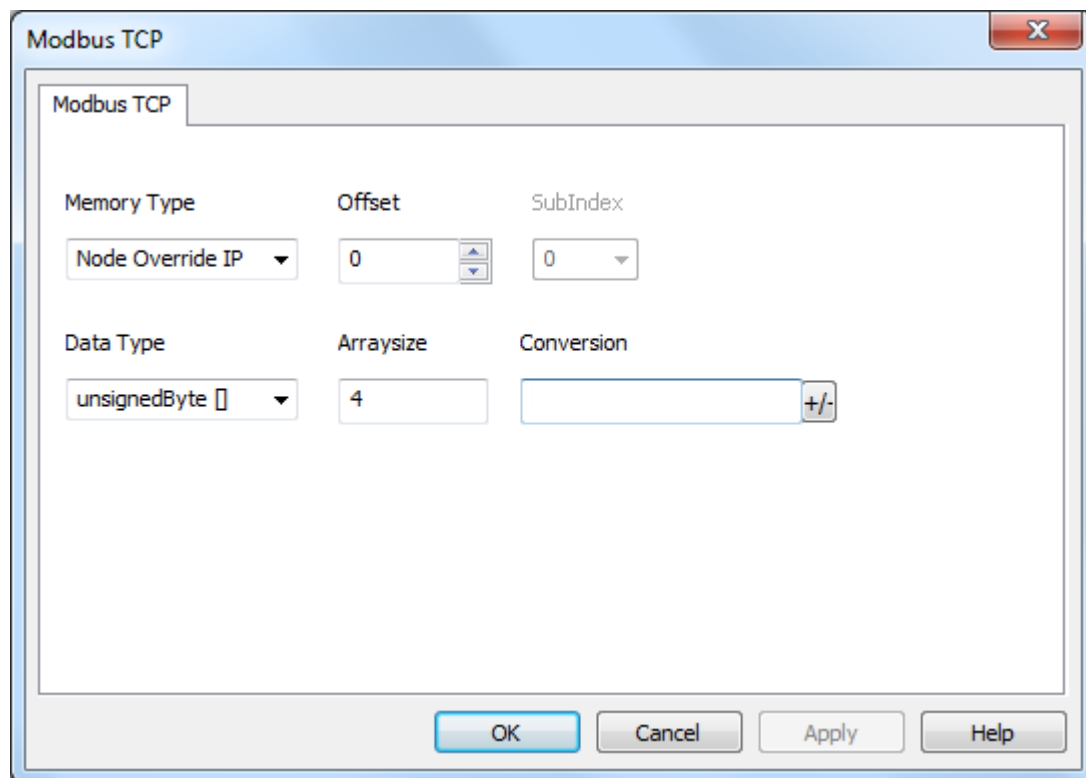 Modbus TCP
Modbus TCP
Memory Type Offset SubIndex
Node Override IP 0 0
Data Type Arraysize Conversion
unsignedByte [] 4 +/-
OK Cancel Apply Help